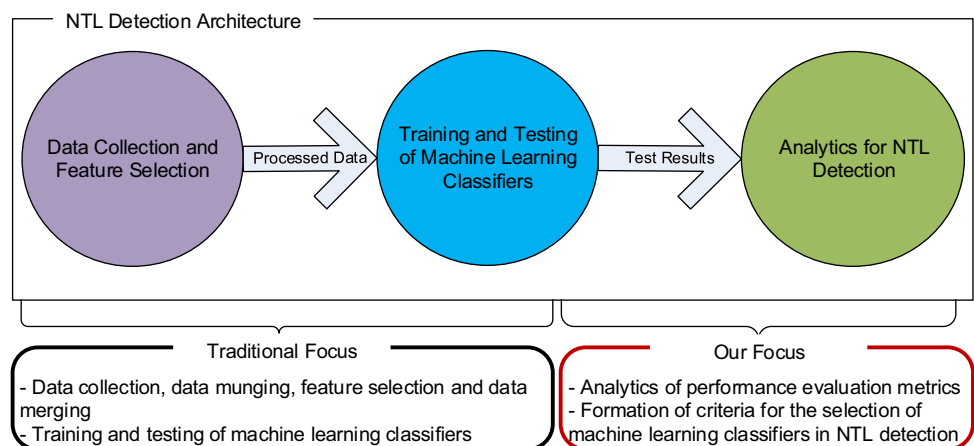 NTL Detection Architecture
Data Collection and
Feature Selection
Processed Data
Training and Testing
of Machine Learning
Classifiers
Test Results
Analytics for NTL
Detection
Traditional Focus
- Data collection, data munging, feature selection and data
merging
- Training and testing of machine learning classifiers
Our Focus
- Analytics of performance evaluation metrics
- Formation of criteria for the selection of
machine learning classifiers in NTL detection